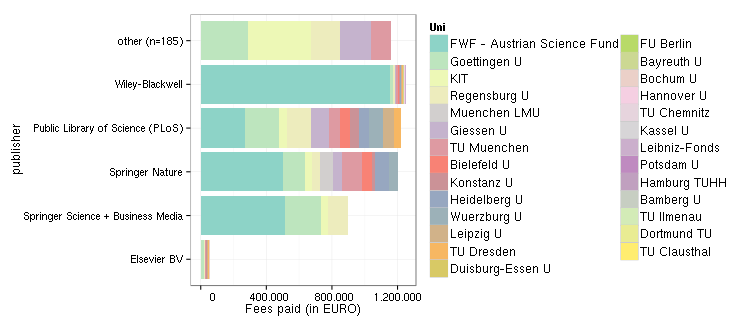 Uni
other (n=185)
Wiley-Blackwell
Public Library of Science (PLoS)
Springer Nature
Springer Science + Business Media
Elsevier BV
publisher
0 400.000 800.000 1.200.000
Fees paid (in EURO)
FWF - Austrian Science Fund
Goettingen U
KIT
Regensburg U
Muenchen LMU
Giessen U
TU Muenchen
Bielefeld U
Konstanz U
Heidelberg U
Wuerzburg U
Leipzig U
TU Dresden
Duisburg-Essen U
FU Berlin
Bayreuth U
Bochum U
Hannover U
TU Chemnitz
Kassel U
Leibniz-Fonds
Potsdam U
Hamburg TUHH
Bamberg U
TU Ilmenau
Dortmund TU
TU Clausthal